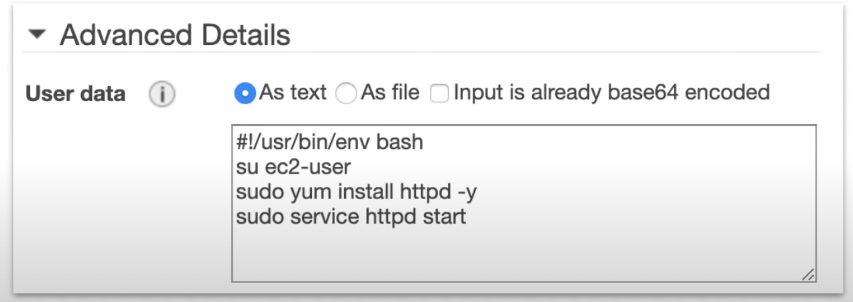 Advanced Details
User data i As text As file Input is already base64 encoded
#!/usr/bin/env bash
su ec2-user
sudo yum install httpd -y
sudo service httpd start